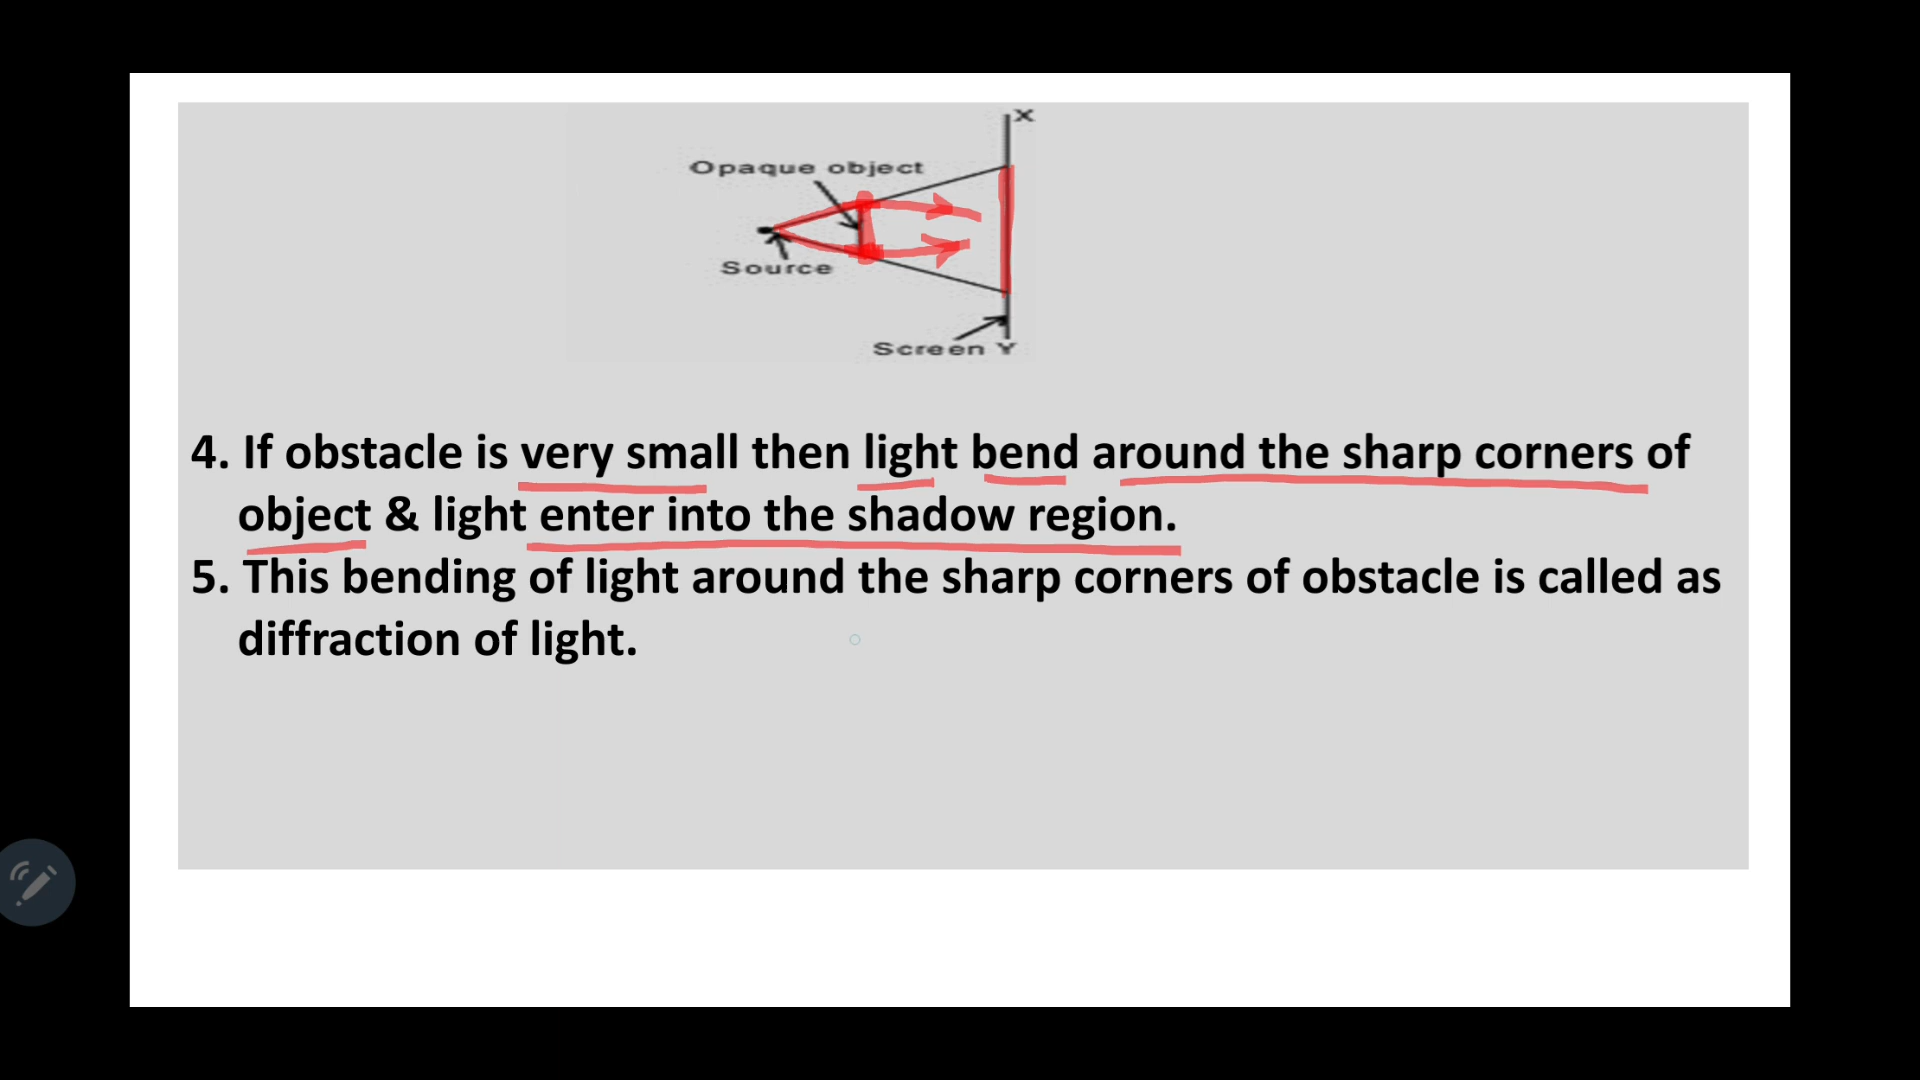 X
Opaque object
Source
Screen Y
4. If obstacle is very small then light bend around the sharp corners of
object & light enter into the shadow region.
5. This bending of light around the sharp corners of obstacle is called as
diffraction of light.